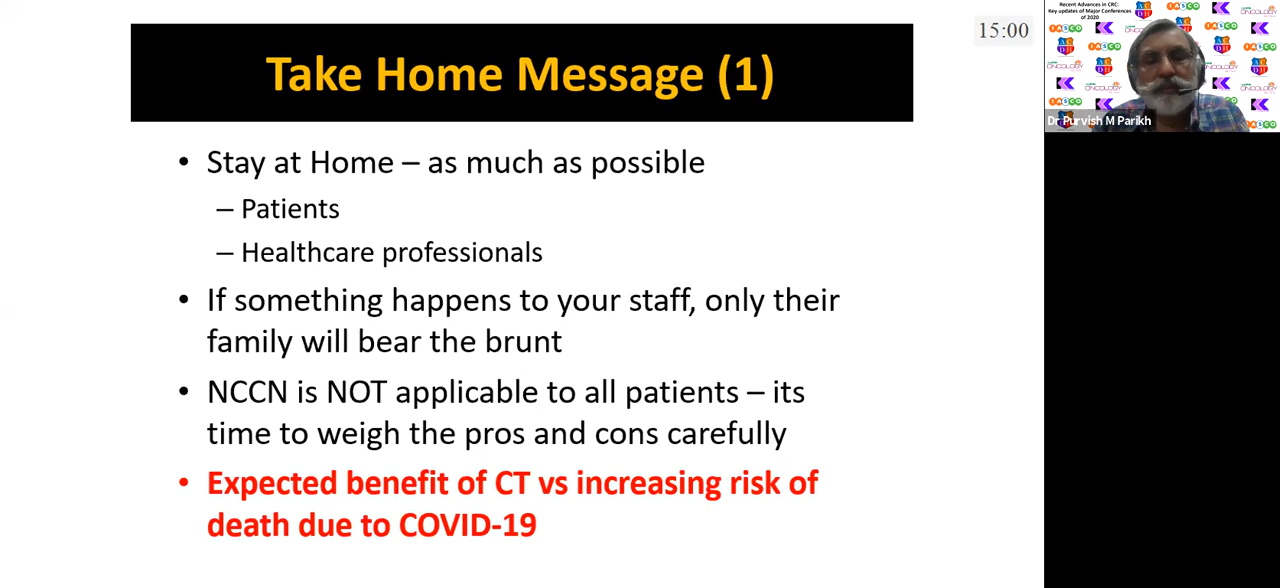 Take Home Message (1)
• Stay at Home – as much as possible
– Patients
– Healthcare professionals
• If something happens to your staff, only their
family will bear the brunt
• NCCN is NOT applicable to all patients – its
time to weigh the pros and cons carefully
• Expected benefit of CT vs increasing risk of
death due to COVID-19
15:00
Recent Advances in CRC:
Key updates of Major Conferences
of 2020
IASCO
ONCOLOGY
Dr Purvish M Parikh